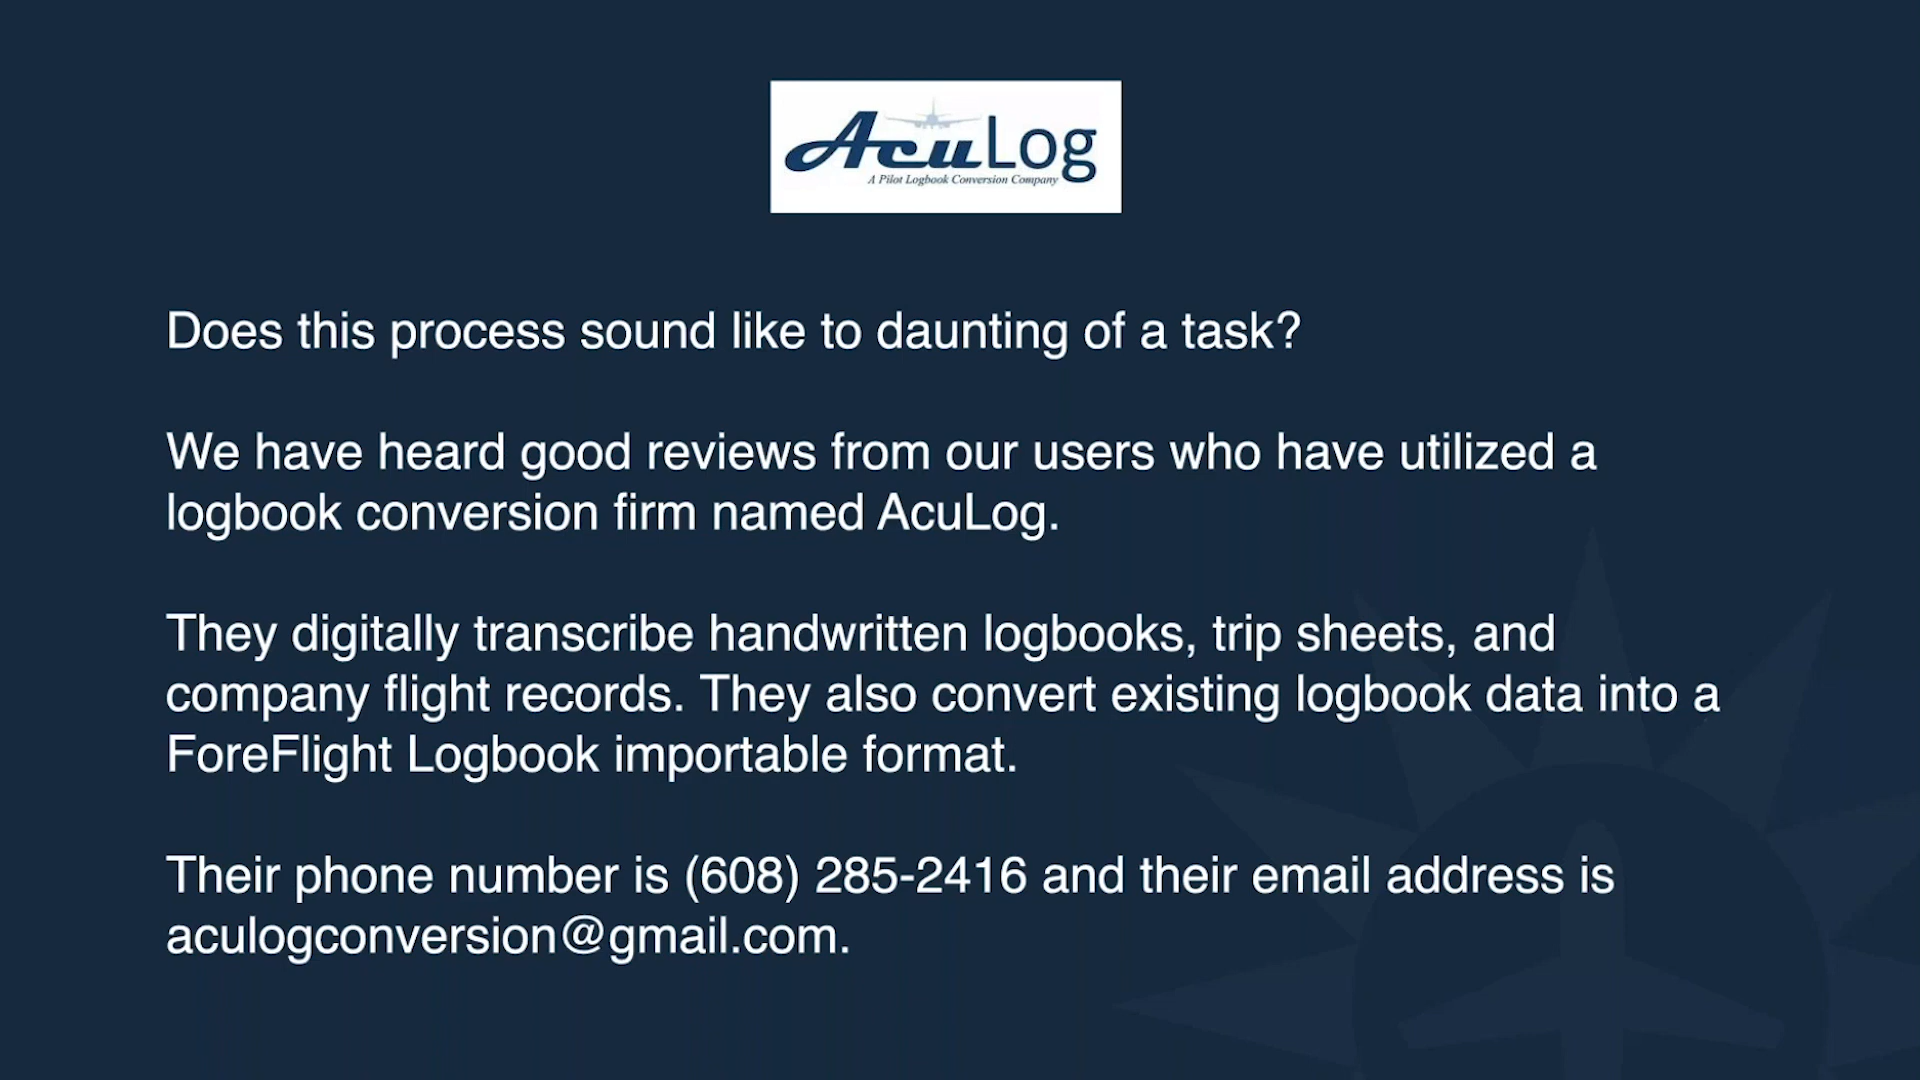 AcuLog
A Pilot Logbook Conversion Company
Does this process sound like to daunting of a task?
We have heard good reviews from our users who have utilized a
logbook conversion firm named AcuLog.
They digitally transcribe handwritten logbooks, trip sheets, and
company flight records. They also convert existing logbook data into a
ForeFlight Logbook importable format.
Their phone number is (608) 285-2416 and their email address is
aculogconversion@gmail.com.